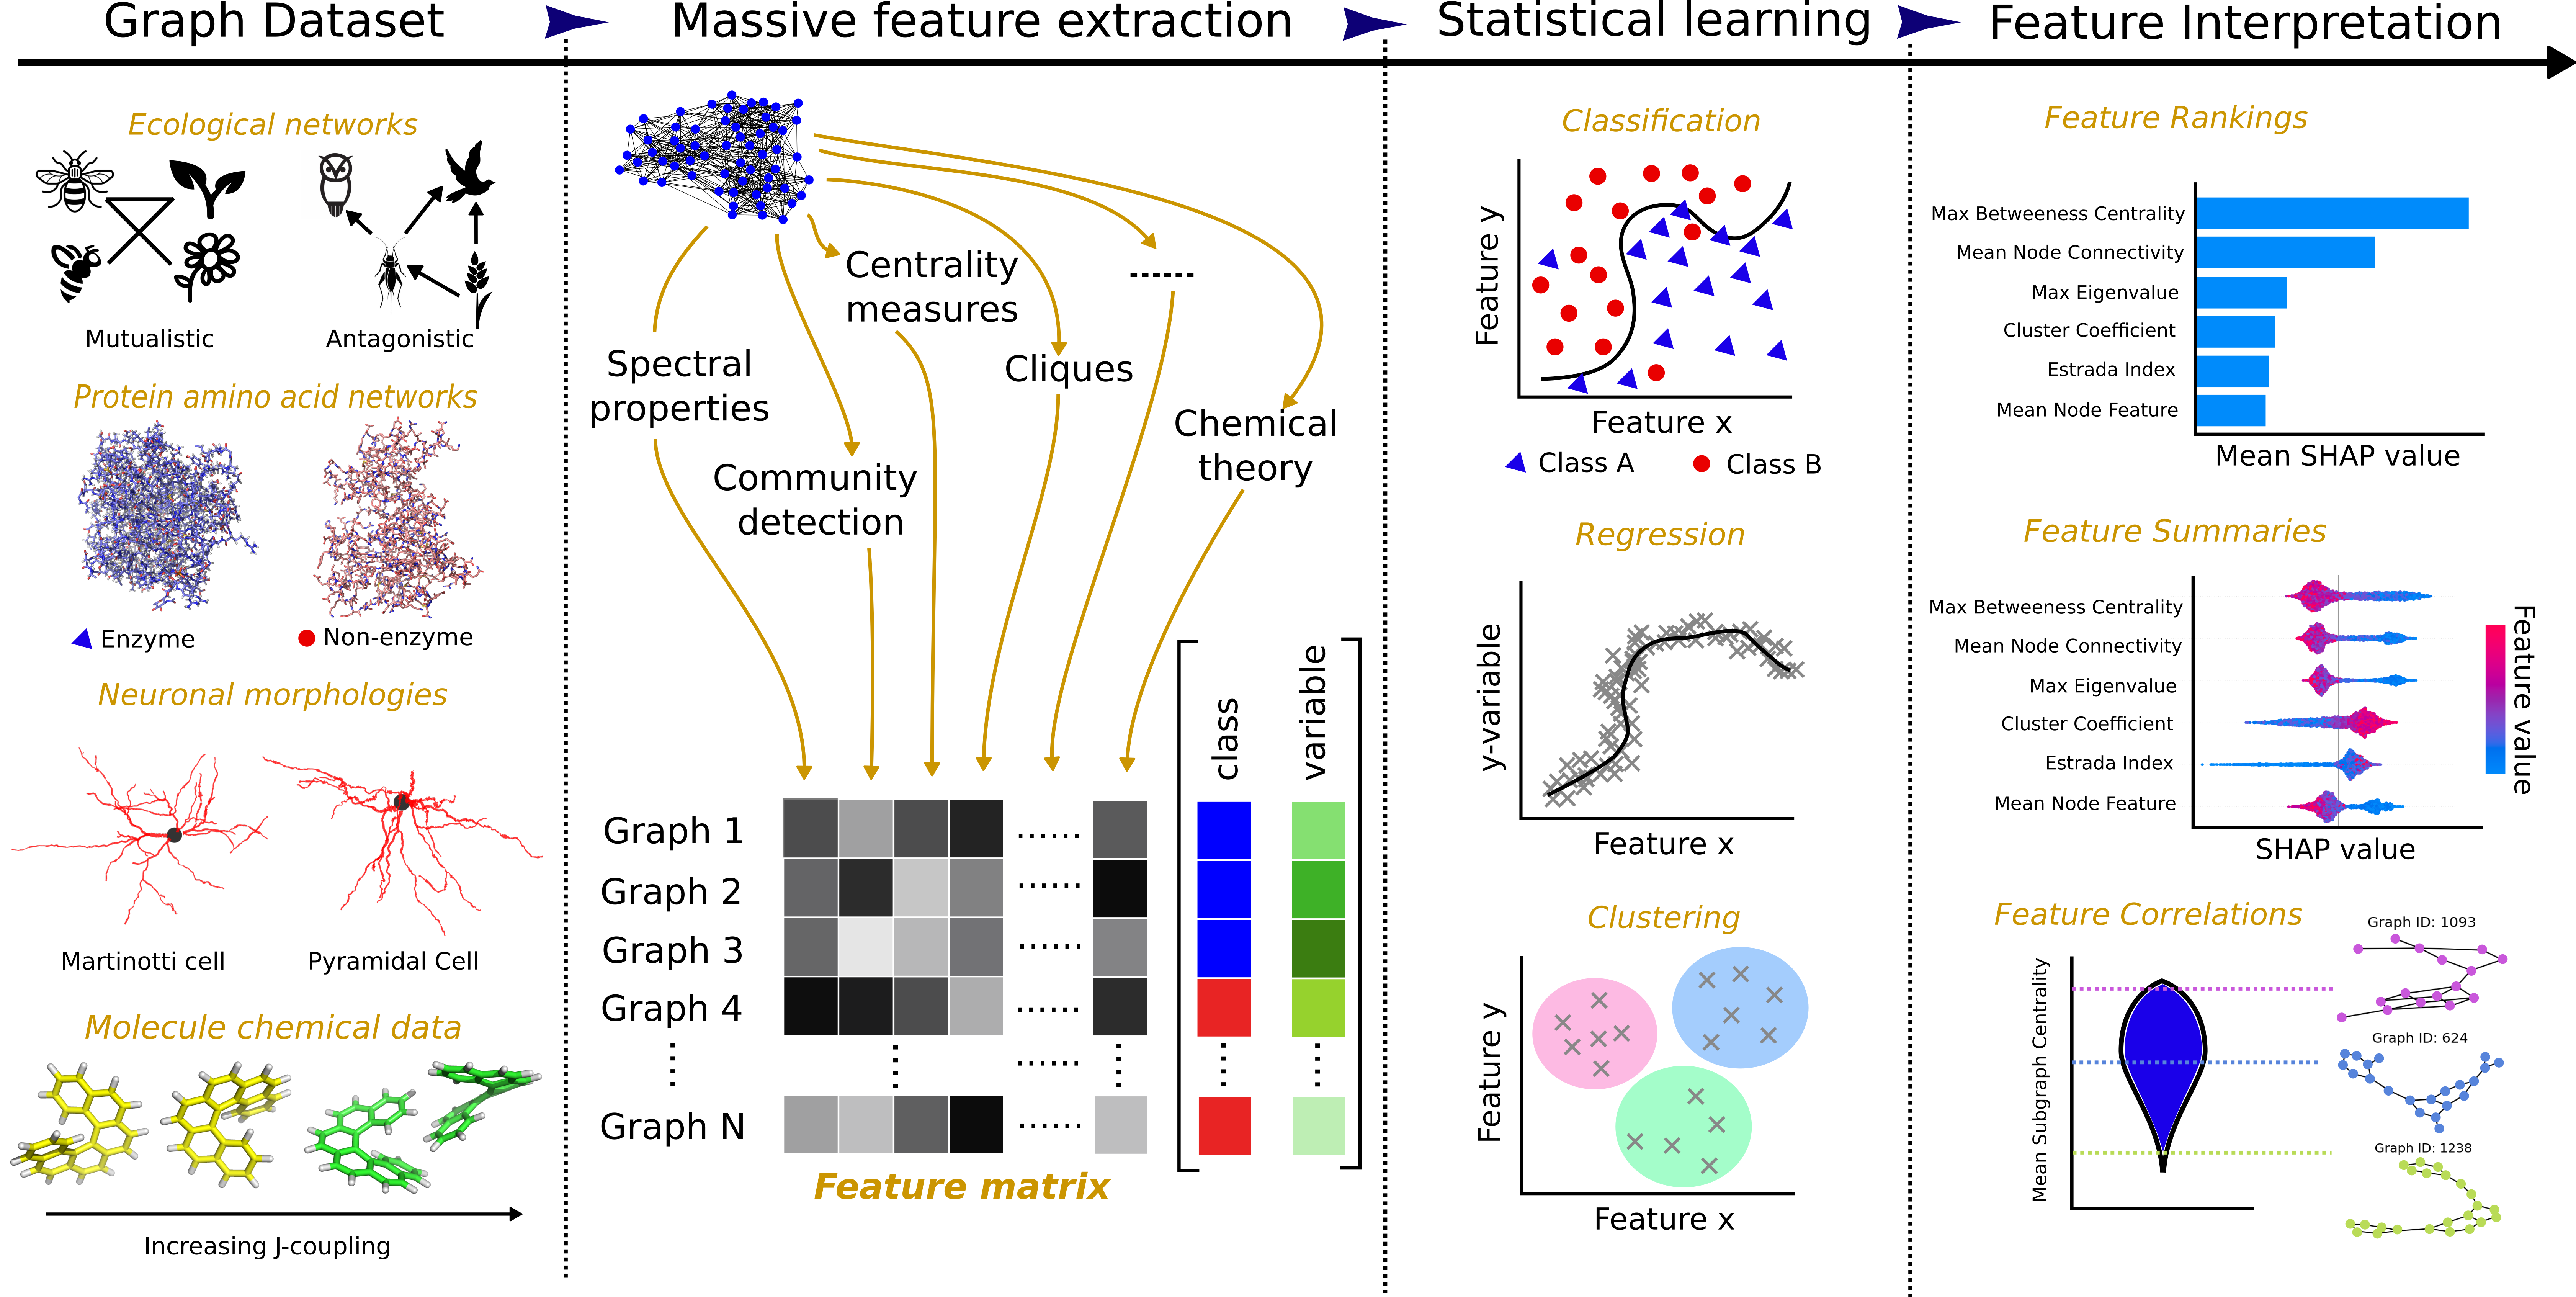 Graph Dataset
Massive feature extraction
Statistical learning
Feature Interpretation
Ecological networks
Mutualistic
Antagonistic
Protein amino acid networks
Enzyme
Non-enzyme
Neuronal morphologies
Martinotti cell
Pyramidal Cell
Molecule chemical data
Increasing J-coupling
Spectral
properties
Community
detection
Centrality
measures
Cliques
......
Chemical
theory
class
variable
Graph 1
......
Graph 2
......
Graph 3
......
Graph 4
......
......
Graph N
......
Feature matrix
Classification
Feature y
Feature x
Class A
Class B
Regression
y-variable
Feature x
Clustering
Feature y
Feature x
Feature Rankings
Max Betweeness Centrality
Mean Node Connectivity
Max Eigenvalue
Cluster Coefficient
Estrada Index
Mean Node Feature
Mean SHAP value
Feature Summaries
Max Betweeness Centrality
Mean Node Connectivity
Max Eigenvalue
Cluster Coefficient
Estrada Index
Mean Node Feature
SHAP value
Feature value
Feature Correlations
Mean Subgraph Centrality
Graph ID: 1093
Graph ID: 624
Graph ID: 1238